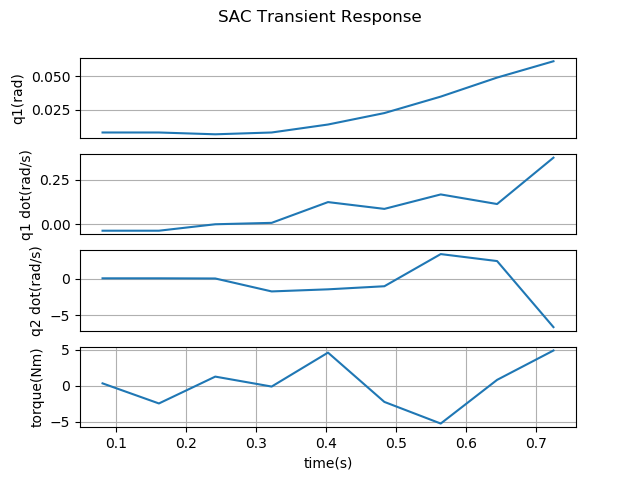 SAC Transient Response
q1(rad)
0.050
0.025
q1 dot(rad/s)
0.25
0.00
q2 dot(rad/s)
0
−5
torque(Nm)
5
0
−5
0.1 0.2 0.3 0.4 0.5 0.6 0.7
time(s)